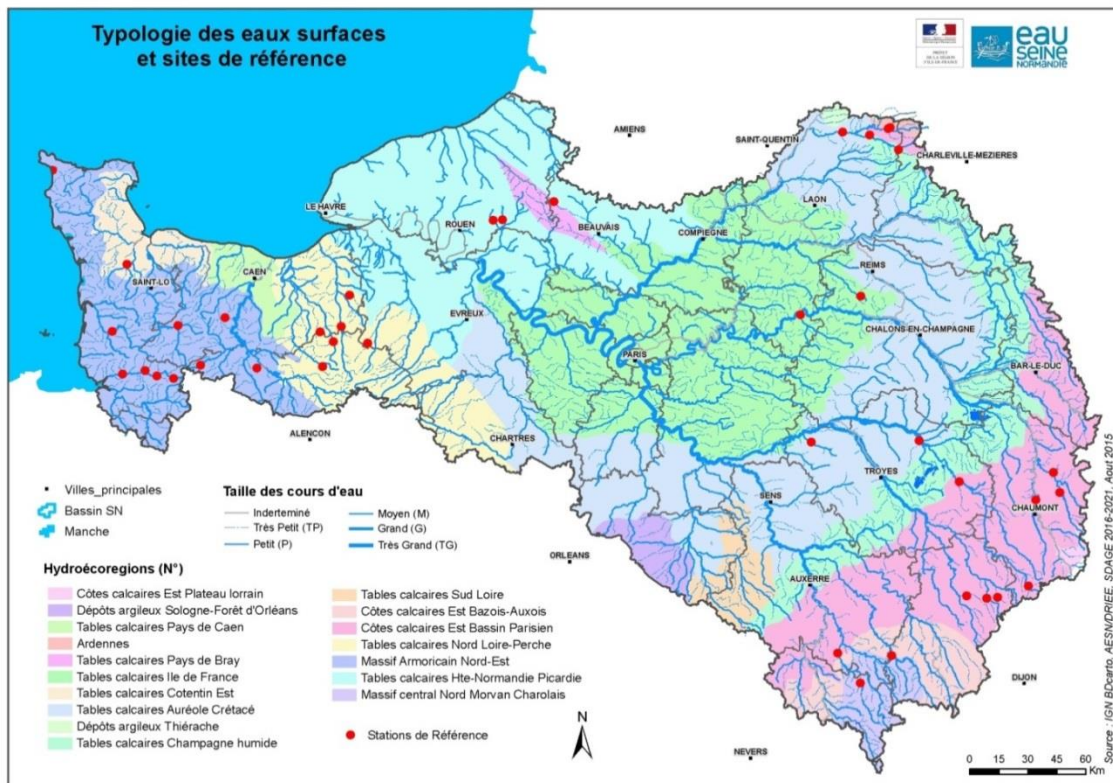 Typologie des eaux surfaces
et sites de référence
eau
SEINE
NORMANDIE
AMIENS
SAINT-QUENTIN
CHARLEVILLE-MEZIERES
LAON
LE HAVRE
ROUEN
BEAUVAIS
COMPIEGNE
REIMS
CAEN
SAINT-LO
EVREUX
CHALONS-EN-CHAMPAGNE
PARIS
BAR-LE-DUC
ALENCON
CHARTRES
TROYES
SENS
CHAUMONT
ORLEANS
AUXERRE
DIJON
NEVERS
Villes_principales
Bassin SN
Manche
Taille des cours d'eau
Inderteminé
Très Petit (TP)
Petit (P)
Moyen (M)
Grand (G)
Très Grand (TG)
Hydroécoregions (N°)
Côtes calcaires Est Plateau lorrain
Dépôts argileux Sologne-Forêt d'Orléans
Tables calcaires Pays de Caen
Ardennes
Tables calcaires Pays de Bray
Tables calcaires Ile de France
Tables calcaires Cotentin Est
Tables calcaires Auréole Crétacé
Dépôts argileux Thiérache
Tables calcaires Champagne humide
Tables calcaires Sud Loire
Côtes calcaires Est Bazois-Auxois
Côtes calcaires Est Bassin Parisien
Tables calcaires Nord Loire-Perche
Massif Armoricain Nord-Est
Tables calcaires Hte-Normandie Picardie
Massif central Nord Morvan Charolais
Stations de Référence
N
0 15 30 60
Km
Source : IGN BDcarto, AESN/DRIEE, SDAGE 2016-2021, Aout 2015